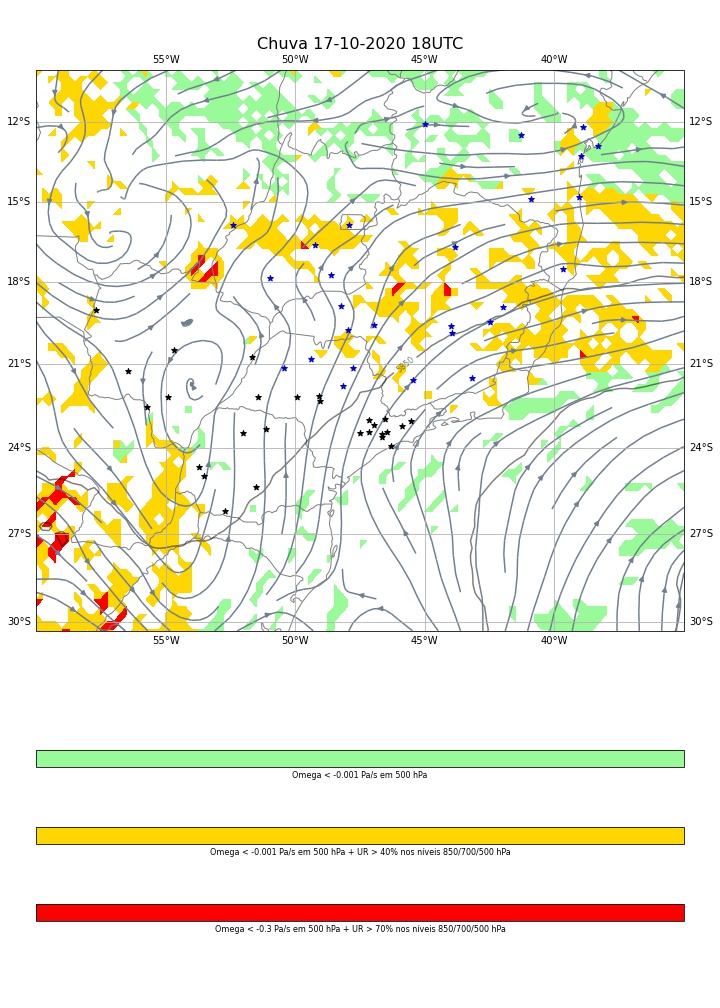 Chuva 17-10-2020 18UTC
55°W 50°W 45°W 40°W
12°S 12°S
15°S 15°S
18°S 18°S
21°S 21°S
24°S 24°S
27°S 27°S
30°S 30°S
55°W 50°W 45°W 40°W
Omega < -0.001 Pa/s em 500 hPa
Omega < -0.001 Pa/s em 500 hPa + UR > 40% nos níveis 850/700/500 hPa
Omega < -0.3 Pa/s em 500 hPa + UR > 70% nos níveis 850/700/500 hPa